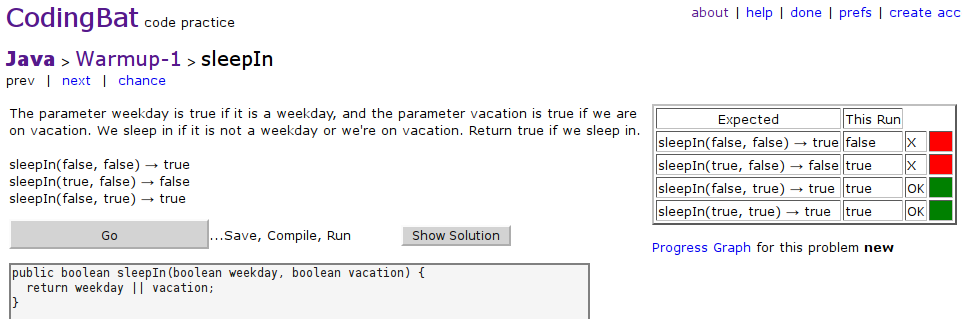 CodingBat code practice
about | help | done | prefs | create acc
Java > Warmup-1 > sleepIn
prev | next | chance
The parameter weekday is true if it is a weekday, and the parameter vacation is true if we are
on vacation. We sleep in if it is not a weekday or we're on vacation. Return true if we sleep in.
sleepIn(false, false) → true
sleepIn(true, false) → false
sleepIn(false, true) → true
Go ...Save, Compile, Run Show Solution
public boolean sleepIn(boolean weekday, boolean vacation) {
  return weekday || vacation;
}
Expected This Run
sleepIn(false, false) → true false X
sleepIn(true, false) → false true X
sleepIn(false, true) → true true OK
sleepIn(true, true) → true true OK
Progress Graph for this problem new